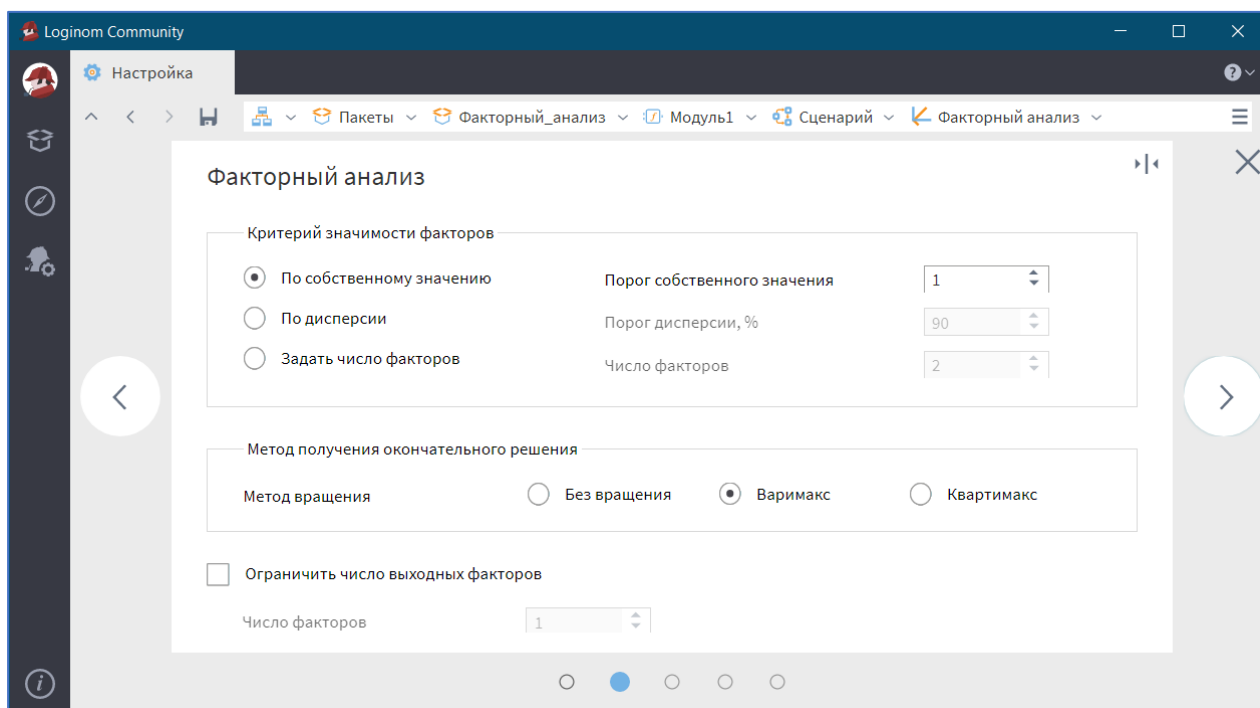 Loginom Community
Настройка
Пакеты Факторный_анализ Модуль1 Сценарий Факторный анализ
Факторный анализ
Критерий значимости факторов
По собственному значению Порог собственного значения 1
По дисперсии Порог дисперсии, % 90
Задать число факторов Число факторов 2
Метод получения окончательного решения
Метод вращения Без вращения Варимакс Квартимакс
Ограничить число выходных факторов
Число факторов 1